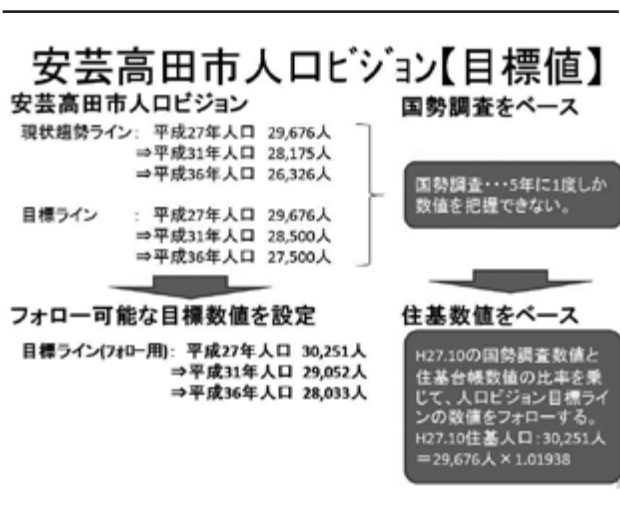 安芸高田市人口ビジョン【目標値】
安芸高田市人口ビジョン
現状趨勢ライン： 平成27年人口 29,676人
⇒平成31年人口 28,175人
⇒平成36年人口 26,326人
目標ライン ： 平成27年人口 29,676人
⇒平成31年人口 28,500人
⇒平成36年人口 27,500人
国勢調査をベース
国勢調査・・・5年に1度しか
数値を把握できない。
フォロー可能な目標数値を設定
目標ライン(ﾌｫﾛｰ用)： 平成27年人口 30,251人
⇒平成31年人口 29,052人
⇒平成36年人口 28,033人
住基数値をベース
H27.10の国勢調査数値と
住基台帳数値の比率を乗
じて、人口ビジョン目標ライ
ンの数値をフォローする。
H27.10住基人口：30,251人
＝29,676人×1.01938